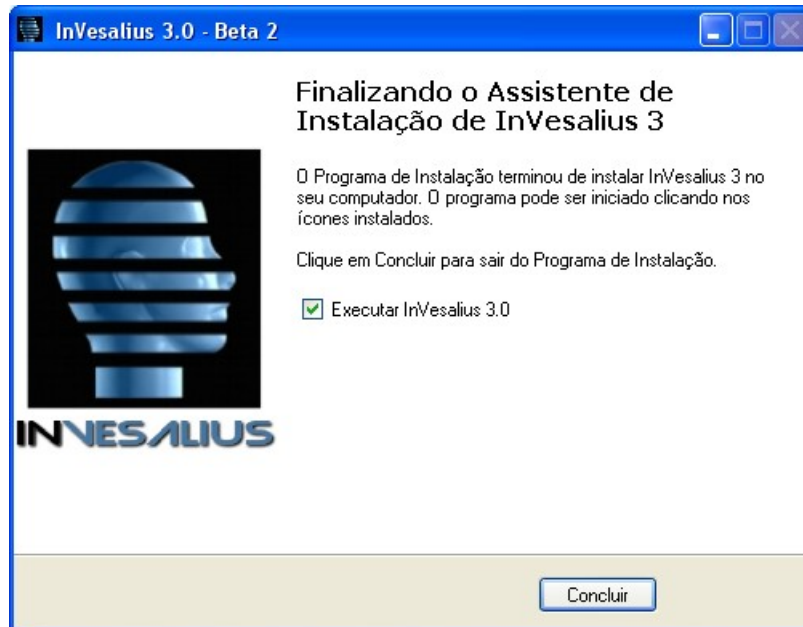 InVesalius 3.0 - Beta 2
Finalizando o Assistente de
Instalação de InVesalius 3
O Programa de Instalação terminou de instalar InVesalius 3 no
seu computador. O programa pode ser iniciado clicando nos
ícones instalados.
Clique em Concluir para sair do Programa de Instalação.
Executar InVesalius 3.0
INVESALIUS
Concluir